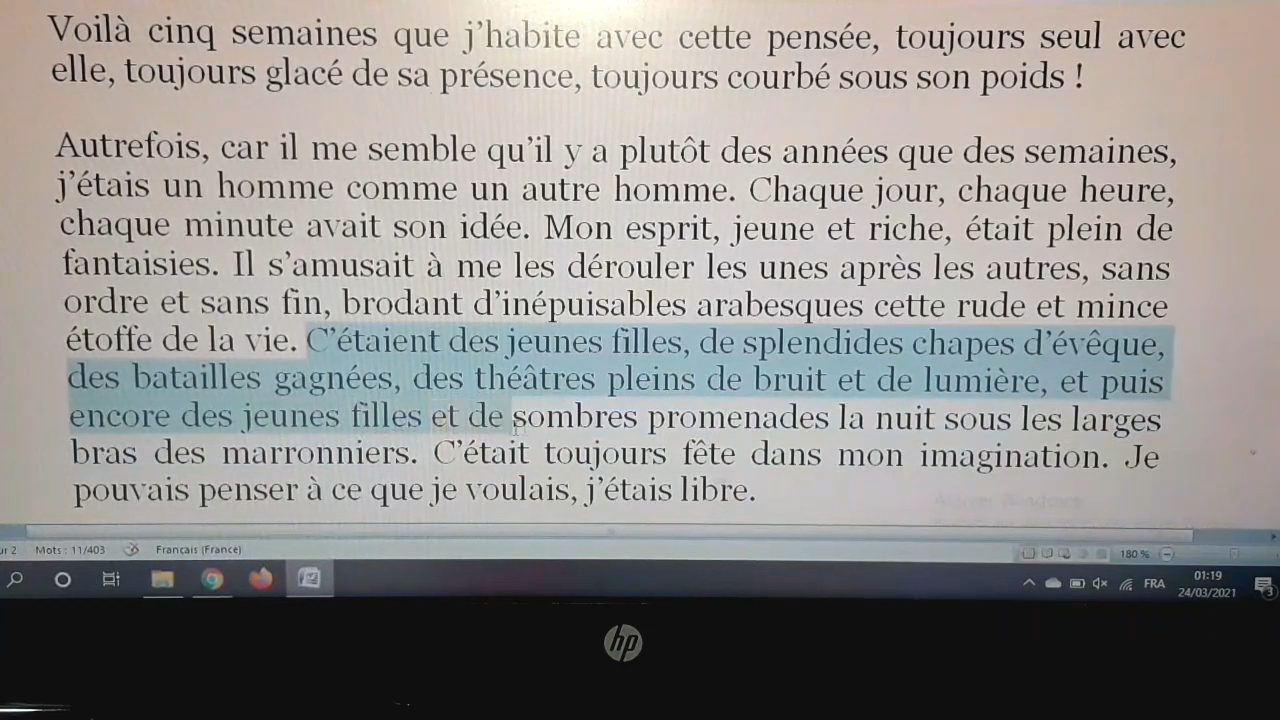 Voilà cinq semaines que j’habite avec cette pensée, toujours seul avec
elle, toujours glacé de sa présence, toujours courbé sous son poids !
Autrefois, car il me semble qu’il y a plutôt des années que des semaines,
j’étais un homme comme un autre homme. Chaque jour, chaque heure,
chaque minute avait son idée. Mon esprit, jeune et riche, était plein de
fantaisies. Il s’amusait à me les dérouler les unes après les autres, sans
ordre et sans fin, brodant d’inépuisables arabesques cette rude et mince
étoffe de la vie. C’étaient des jeunes filles, de splendides chapes d’évêque,
des batailles gagnées, des théâtres pleins de bruit et de lumière, et puis
encore des jeunes filles et de sombres promenades la nuit sous les larges
bras des marronniers. C’était toujours fête dans mon imagination. Je
pouvais penser à ce que je voulais, j’étais libre.
Mots : 11/403 Français (France) 180 %
FRA 01:19
24/03/2021 3
hp